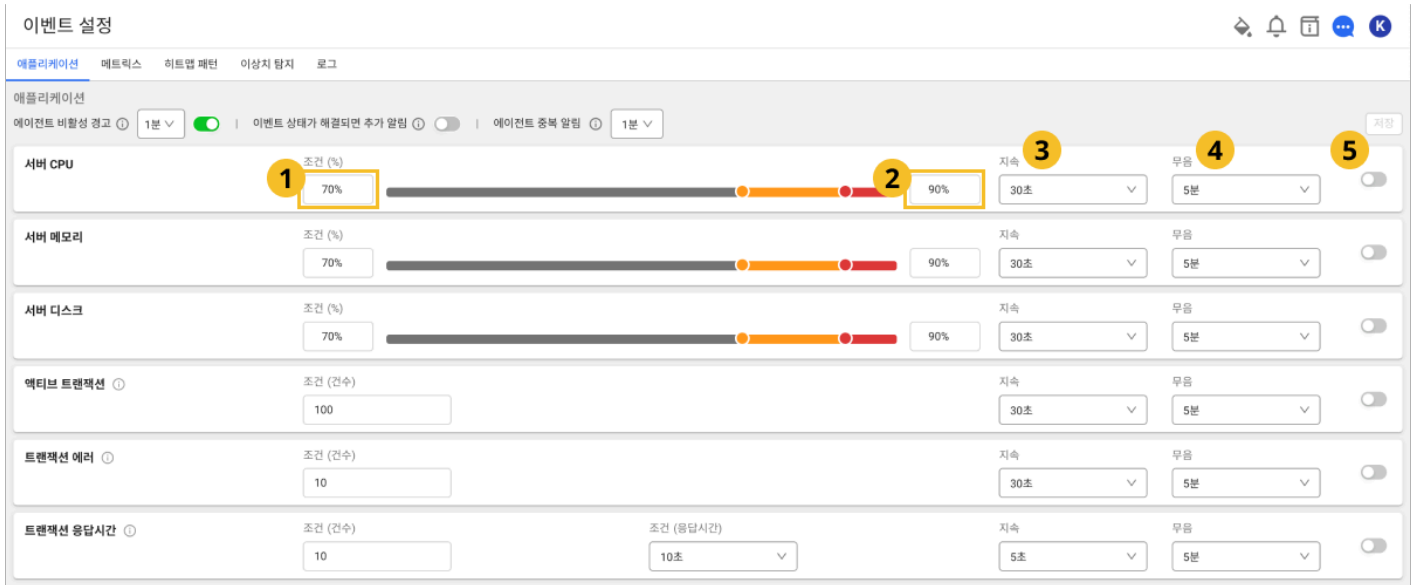 이벤트 설정
K
애플리케이션 메트릭스 히트맵 패턴 이상치 탐지 로그
애플리케이션
에이전트 비활성 경고 1분 | 이벤트 상태가 해결되면 추가 알림 | 에이전트 중복 알림 1분 저장
서버 CPU 조건 (%) 지속 3 무음 4 5
1 70% 2 90% 30초 5분
서버 메모리 조건 (%) 지속 무음
70% 90% 30초 5분
서버 디스크 조건 (%) 지속 무음
70% 90% 30초 5분
액티브 트랜잭션 조건 (건수) 지속 무음
100 30초 5분
트랜잭션 에러 조건 (건수) 지속 무음
10 30초 5분
트랜잭션 응답시간 조건 (건수) 조건 (응답시간) 지속 무음
10 10초 5초 5분